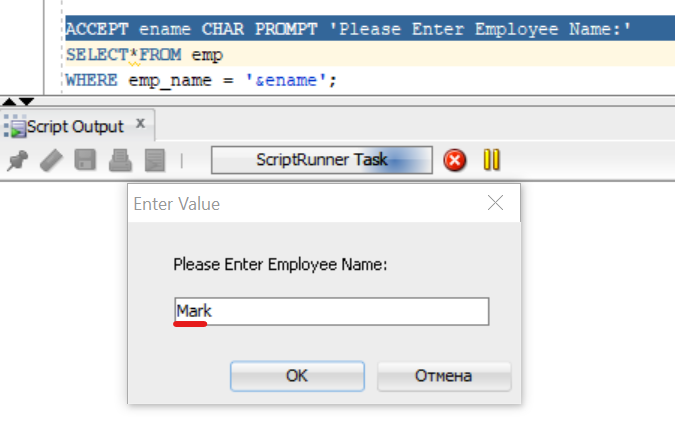 ACCEPT ename CHAR PROMPT 'Please Enter Employee Name:'
SELECT*FROM emp
WHERE emp_name = '&ename';
Script Output x
ScriptRunner Task
Enter Value
Please Enter Employee Name:
Mark
OK Отмена